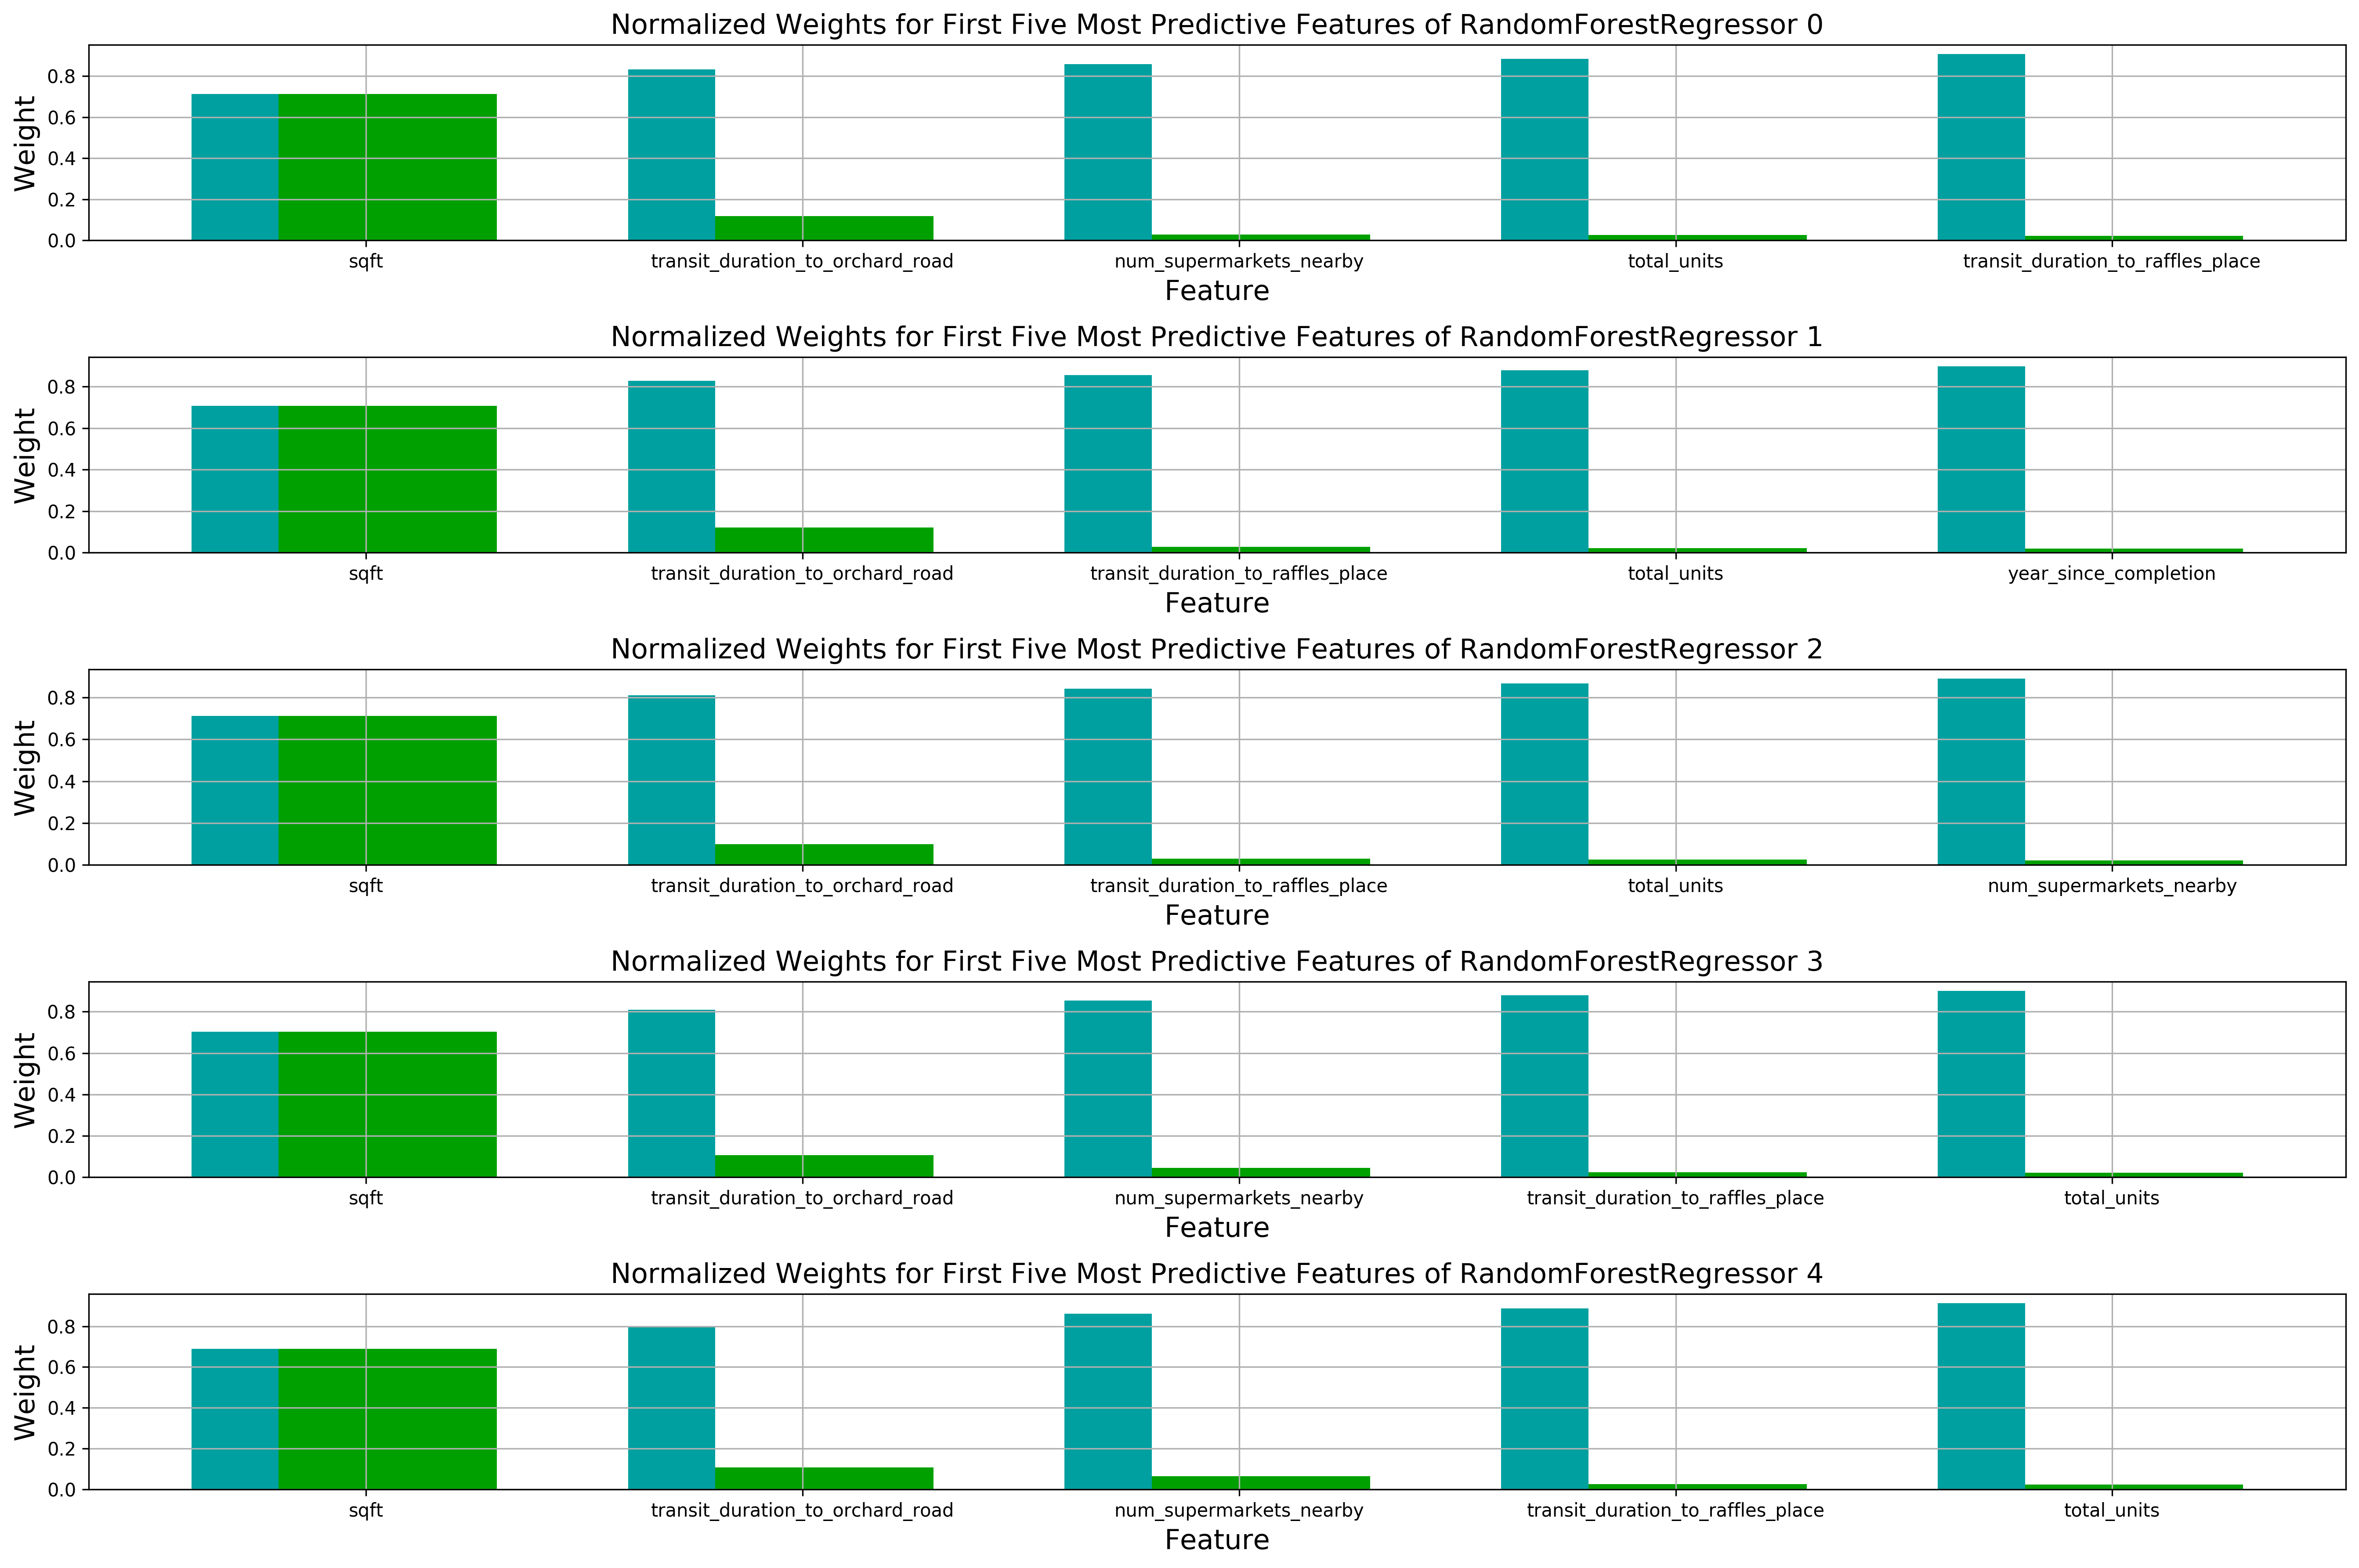 Normalized Weights for First Five Most Predictive Features of RandomForestRegressor 0
Weight
0.8
0.6
0.4
0.2
0.0
sqft transit_duration_to_orchard_road num_supermarkets_nearby total_units transit_duration_to_raffles_place
Feature
Normalized Weights for First Five Most Predictive Features of RandomForestRegressor 1
Weight
0.8
0.6
0.4
0.2
0.0
sqft transit_duration_to_orchard_road transit_duration_to_raffles_place total_units year_since_completion
Feature
Normalized Weights for First Five Most Predictive Features of RandomForestRegressor 2
Weight
0.8
0.6
0.4
0.2
0.0
sqft transit_duration_to_orchard_road transit_duration_to_raffles_place total_units num_supermarkets_nearby
Feature
Normalized Weights for First Five Most Predictive Features of RandomForestRegressor 3
Weight
0.8
0.6
0.4
0.2
0.0
sqft transit_duration_to_orchard_road num_supermarkets_nearby transit_duration_to_raffles_place total_units
Feature
Normalized Weights for First Five Most Predictive Features of RandomForestRegressor 4
Weight
0.8
0.6
0.4
0.2
0.0
sqft transit_duration_to_orchard_road num_supermarkets_nearby transit_duration_to_raffles_place total_units
Feature